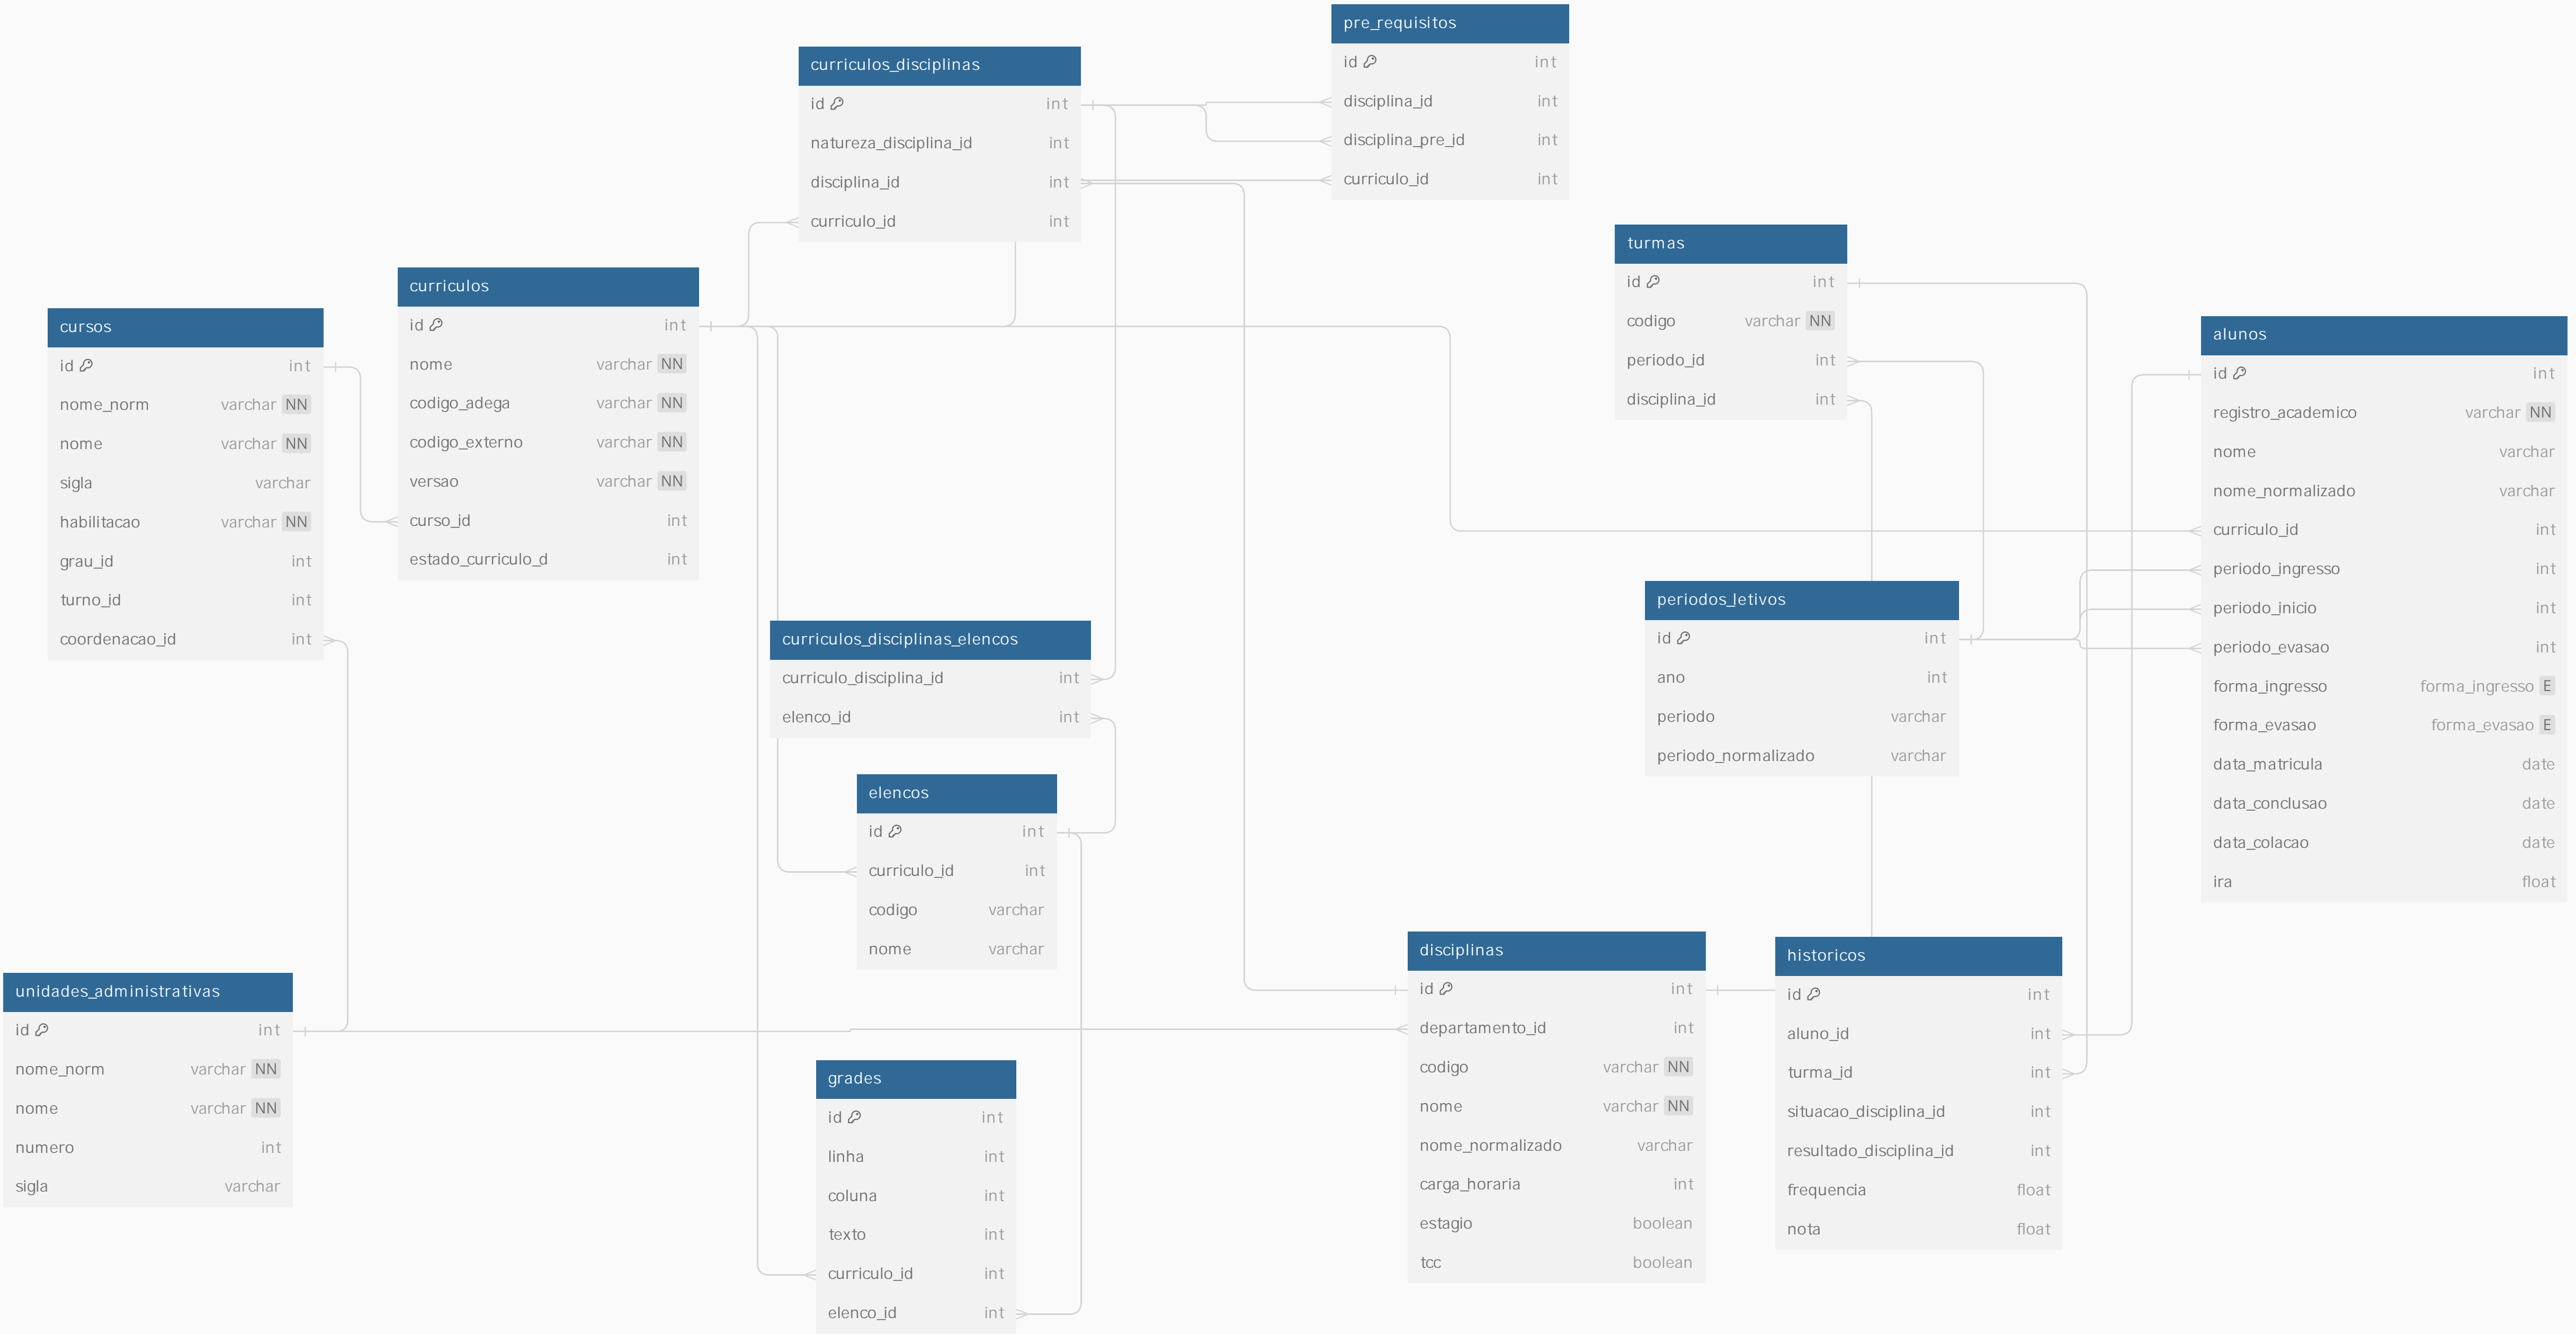 pre_requisitos
id int
disciplina_id int
disciplina_pre_id int
curriculo_id int
curriculos_disciplinas
id int
natureza_disciplina_id int
disciplina_id int
curriculo_id int
turmas
id int
codigo varchar NN
periodo_id int
disciplina_id int
curriculos
id int
nome varchar NN
codigo_adega varchar NN
codigo_externo varchar NN
versao varchar NN
curso_id int
estado_curriculo_d int
cursos
id int
nome_norm varchar NN
nome varchar NN
sigla varchar
habilitacao varchar NN
grau_id int
turno_id int
coordenacao_id int
alunos
id int
registro_academico varchar NN
nome varchar
nome_normalizado varchar
curriculo_id int
periodo_ingresso int
periodo_inicio int
periodo_evasao int
forma_ingresso forma_ingresso E
forma_evasao forma_evasao E
data_matricula date
data_conclusao date
data_colacao date
ira float
periodos_letivos
id int
ano int
periodo varchar
periodo_normalizado varchar
curriculos_disciplinas_elencos
curriculo_disciplina_id int
elenco_id int
elencos
id int
curriculo_id int
codigo varchar
nome varchar
disciplinas
id int
departamento_id int
codigo varchar NN
nome varchar NN
nome_normalizado varchar
carga_horaria int
estagio boolean
tcc boolean
historicos
id int
aluno_id int
turma_id int
situacao_disciplina_id int
resultado_disciplina_id int
frequencia float
nota float
unidades_administrativas
id int
nome_norm varchar NN
nome varchar NN
numero int
sigla varchar
grades
id int
linha int
coluna int
texto int
curriculo_id int
elenco_id int